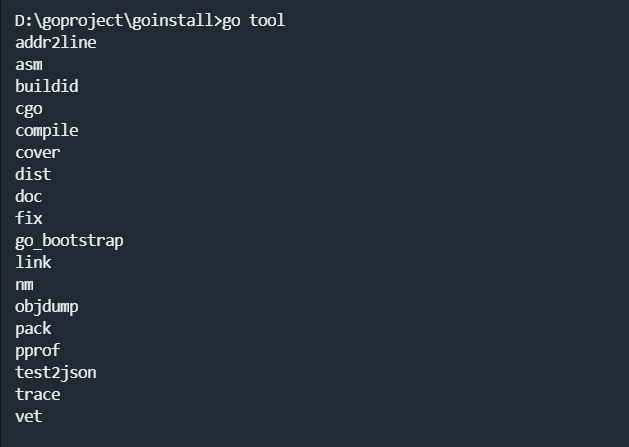 D:\goproject\goinstall>go tool
addr2line
asm
buildid
cgo
compile
cover
dist
doc
fix
go_bootstrap
link
nm
objdump
pack
pprof
test2json
trace
vet